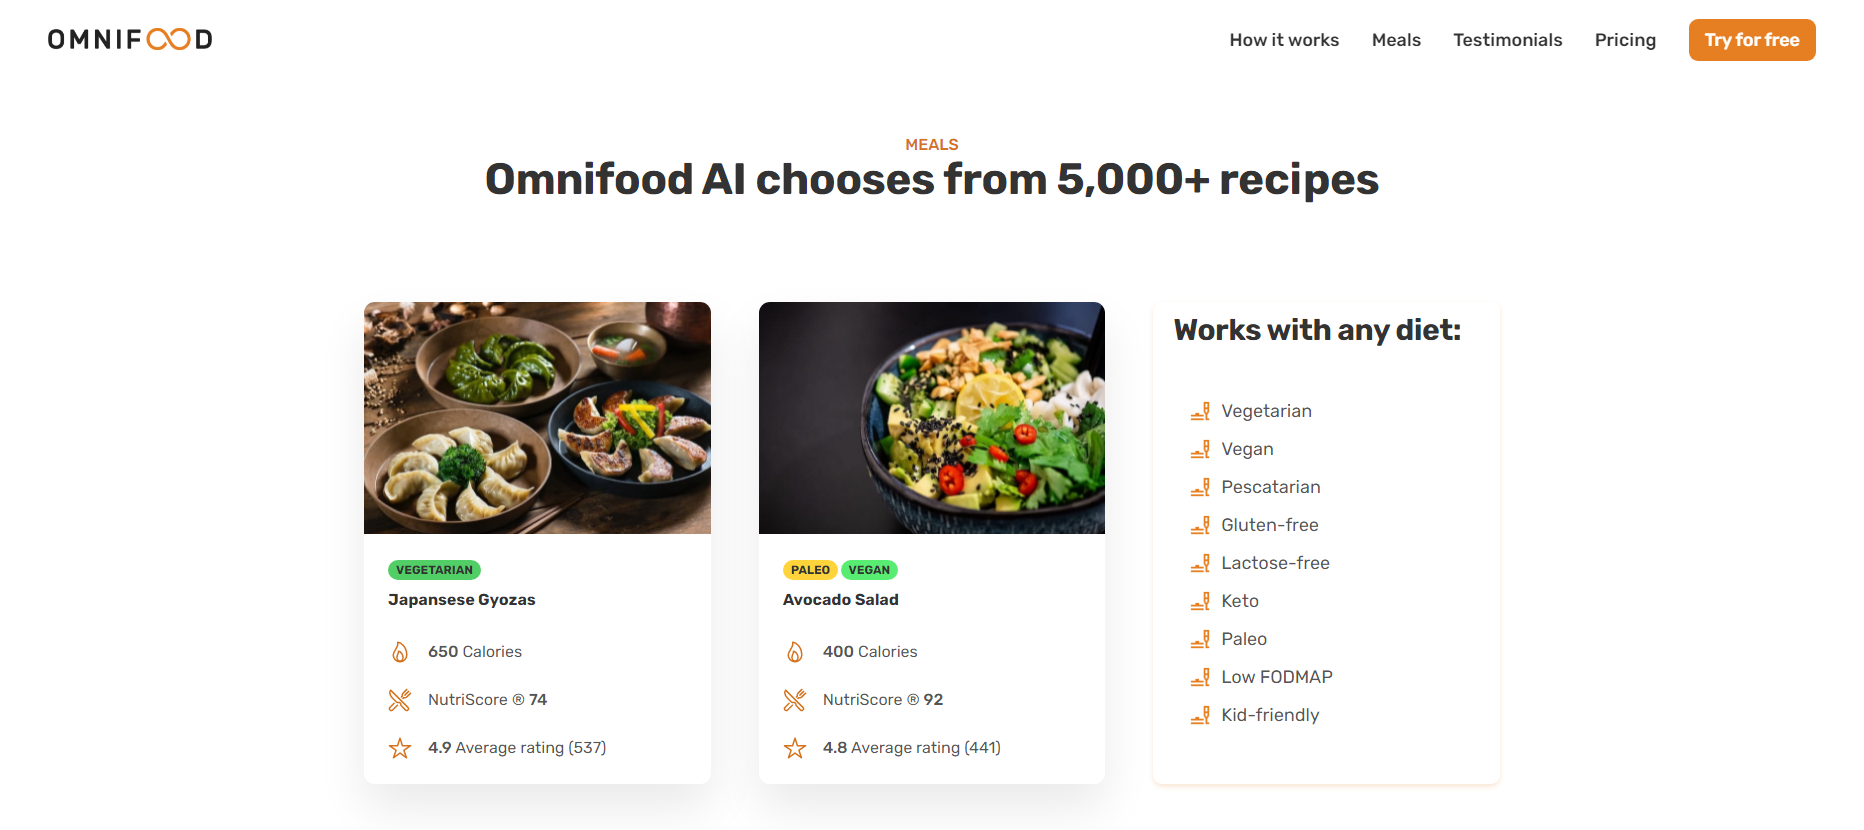 OMNIFOOD
How it works
Meals
Testimonials
Pricing
Try for free
MEALS
Omnifood AI chooses from 5,000+ recipes
VEGETARIAN
Japansese Gyozas
650 Calories
NutriScore ® 74
4.9 Average rating (537)
PALEO VEGAN
Avocado Salad
400 Calories
NutriScore ® 92
4.8 Average rating (441)
Works with any diet:
Vegetarian
Vegan
Pescatarian
Gluten-free
Lactose-free
Keto
Paleo
Low FODMAP
Kid-friendly